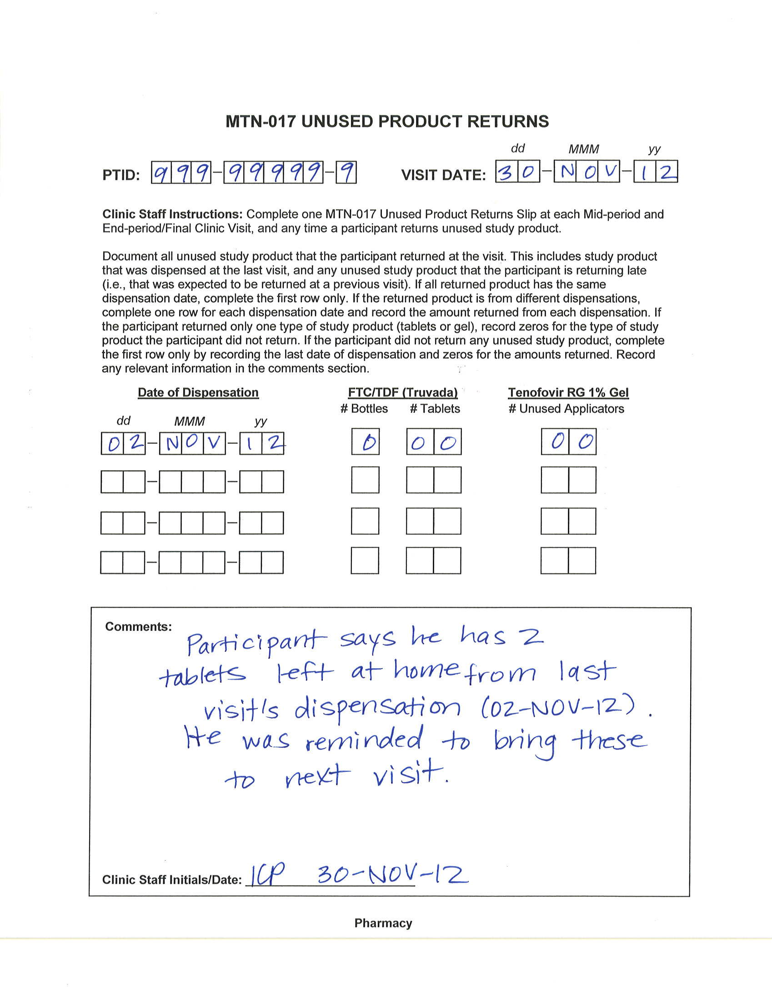 MTN-017 UNUSED PRODUCT RETURNS
dd MMM yy
PTID: 999-99999-9 VISIT DATE: 30-NOV-12
Clinic Staff Instructions: Complete one MTN-017 Unused Product Returns Slip at each Mid-period and
End-period/Final Clinic Visit, and any time a participant returns unused study product.
Document all unused study product that the participant returned at the visit. This includes study product
that was dispensed at the last visit, and any unused study product that the participant is returning late
(i.e., that was expected to be returned at a previous visit). If all returned product has the same
dispensation date, complete the first row only. If the returned product is from different dispensations,
complete one row for each dispensation date and record the amount returned from each dispensation. If
the participant returned only one type of study product (tablets or gel), record zeros for the type of study
product the participant did not return. If the participant did not return any unused study product, complete
the first row only by recording the last date of dispensation and zeros for the amounts returned. Record
any relevant information in the comments section.
Date of Dispensation FTC/TDF (Truvada) Tenofovir RG 1% Gel
# Bottles # Tablets # Unused Applicators
dd MMM yy
02-NOV-12 0 00 00
Comments:
Participant says he has 2
tablets left at home from last
visit's dispensation (02-NOV-12).
He was reminded to bring these
to next visit.
Clinic Staff Initials/Date: ICP 30-NOV-12
Pharmacy